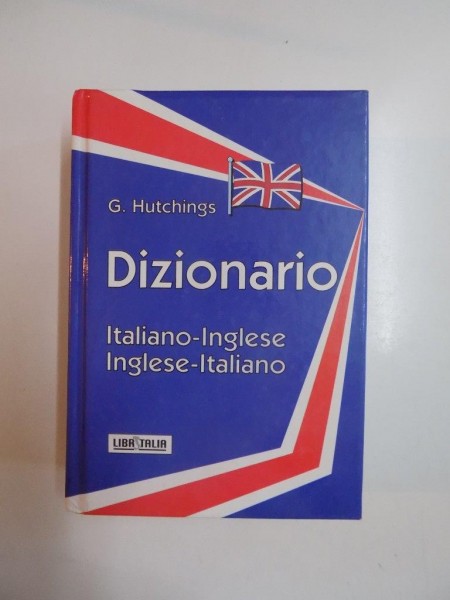 G. Hutchings
Dizionario
Italiano-Inglese
Inglese-Italiano
LIBRITALIA